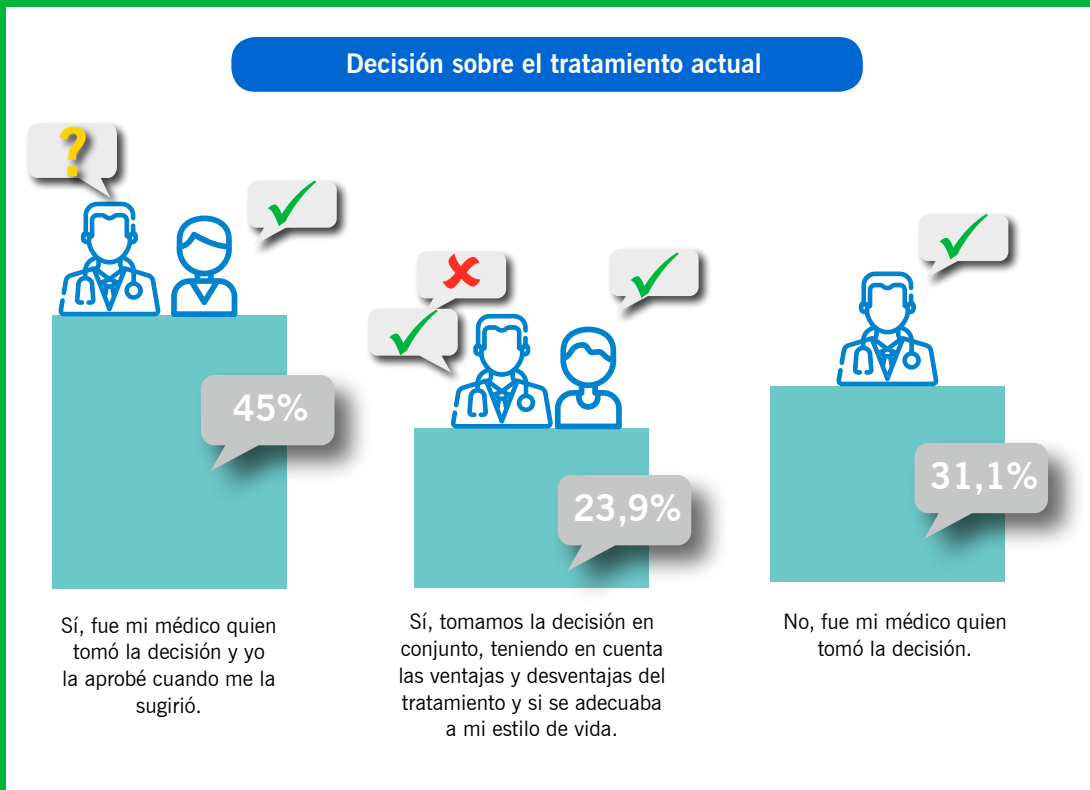 Decisión sobre el tratamiento actual
?
45%
23,9%
31,1%
Sí, fue mi médico quien
tomó la decisión y yo
la aprobé cuando me la
sugirió.
Sí, tomamos la decisión en
conjunto, teniendo en cuenta
las ventajas y desventajas del
tratamiento y si se adecuaba
a mi estilo de vida.
No, fue mi médico quien
tomó la decisión.